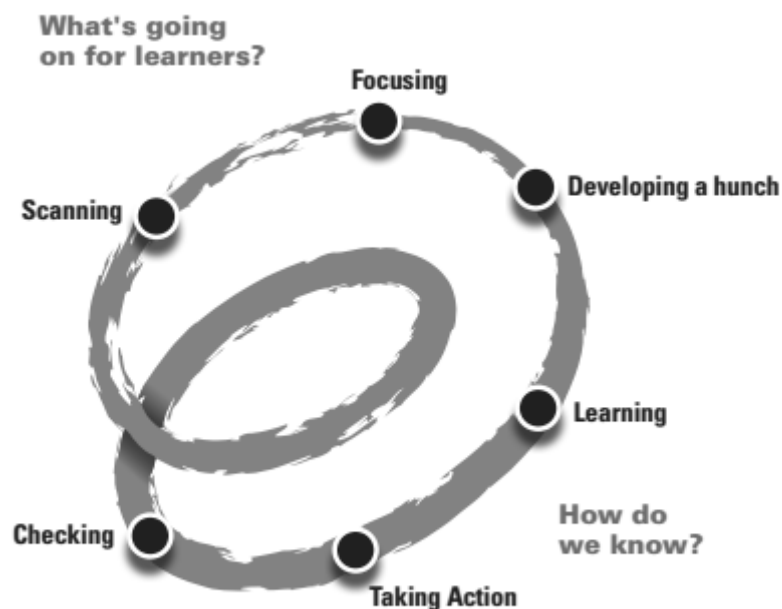 What's going
on for learners?
Focusing
Developing a hunch
Scanning
Learning
How do
we know?
Checking
Taking Action